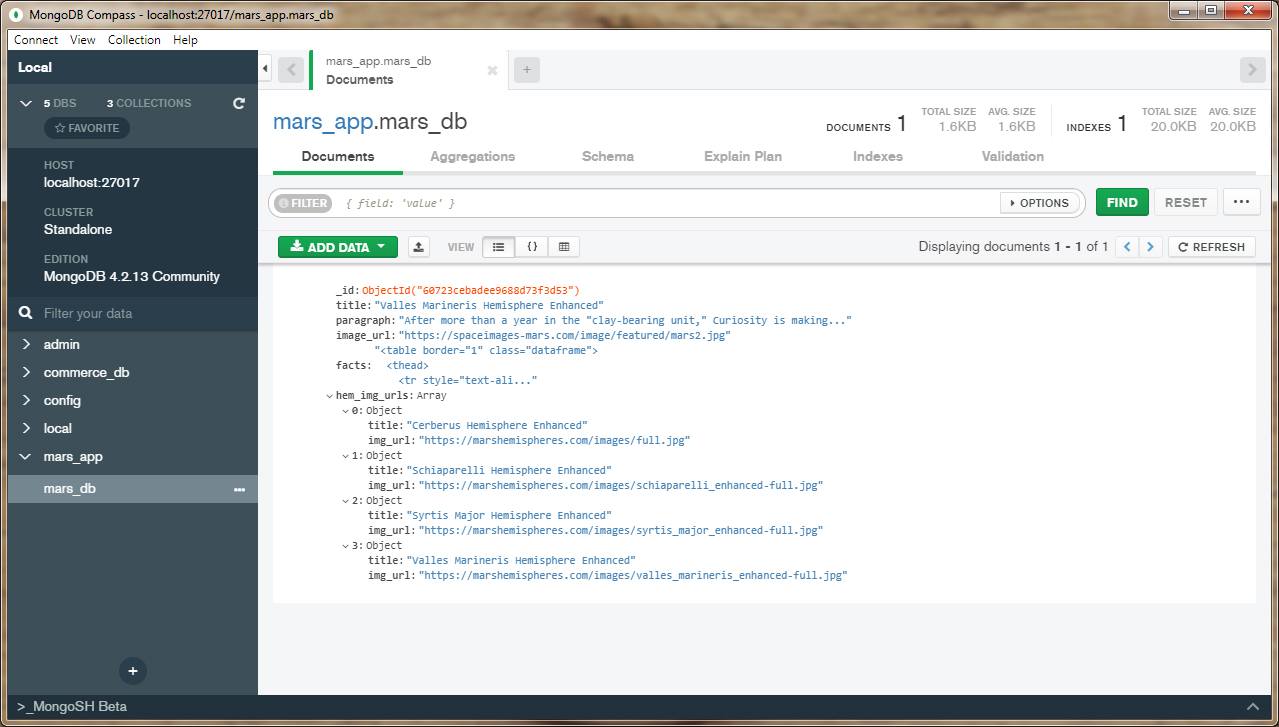 MongoDB Compass - localhost:27017/mars_app.mars_db
Connect View Collection Help
Local
5 DBS 3 COLLECTIONS
FAVORITE
HOST
localhost:27017
CLUSTER
Standalone
EDITION
MongoDB 4.2.13 Community
Filter your data
admin
commerce_db
config
local
mars_app
mars_db
mars_app.mars_db
Documents
mars_app.mars_db
DOCUMENTS 1 TOTAL SIZE 1.6KB AVG. SIZE 1.6KB INDEXES 1 TOTAL SIZE 20.0KB AVG. SIZE 20.0KB
Documents Aggregations Schema Explain Plan Indexes Validation
FILTER { field: 'value' } OPTIONS FIND RESET ...
ADD DATA VIEW {} Displaying documents 1 - 1 of 1 < > REFRESH
_id: ObjectId("60723cebadee9688d73f3d53")
title: "Valles Marineris Hemisphere Enhanced"
paragraph: "After more than a year in the "clay-bearing unit," Curiosity is making..."
image_url: "https://spaceimages-mars.com/image/featured/mars2.jpg"
"<table border="1" class="dataframe">
facts: <thead>
<tr style="text-ali..."
hem_img_urls: Array
0: Object
title: "Cerberus Hemisphere Enhanced"
img_url: "https://marshemispheres.com/images/full.jpg"
1: Object
title: "Schiaparelli Hemisphere Enhanced"
img_url: "https://marshemispheres.com/images/schiaparelli_enhanced-full.jpg"
2: Object
title: "Syrtis Major Hemisphere Enhanced"
img_url: "https://marshemispheres.com/images/syrtis_major_enhanced-full.jpg"
3: Object
title: "Valles Marineris Hemisphere Enhanced"
img_url: "https://marshemispheres.com/images/valles_marineris_enhanced-full.jpg"
>_MongoSH Beta